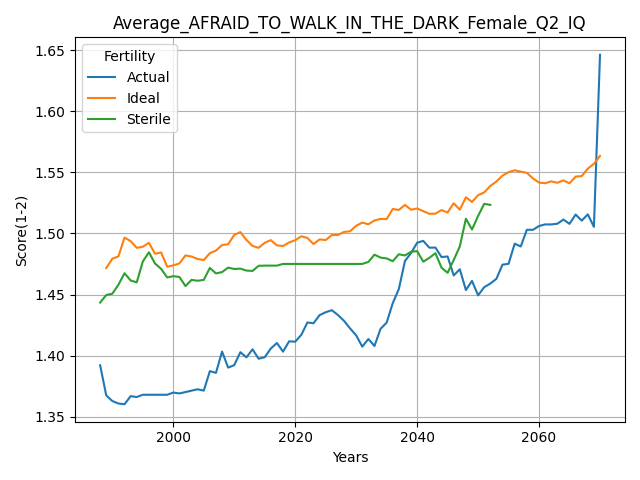 Average_AFRAID_TO_WALK_IN_THE_DARK_Female_Q2_IQ
Fertility
Actual
Ideal
Sterile
Score(1-2)
1.65
1.60
1.55
1.50
1.45
1.40
1.35
2000
2020
2040
2060
Years